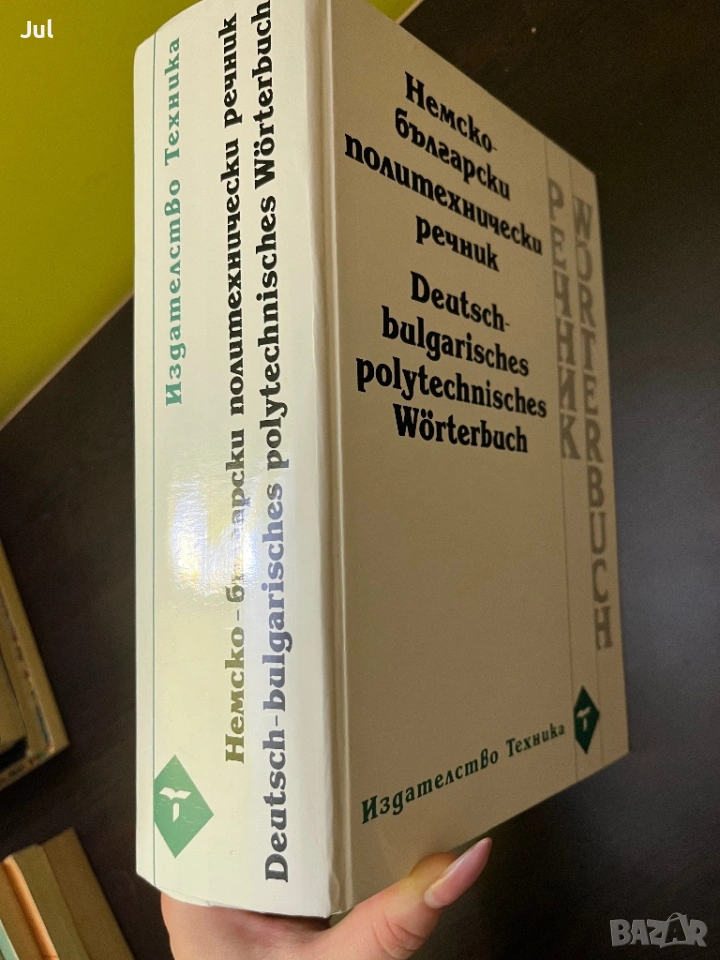 Jul
Издателство Техника
Немско-български политехнически речник
Deutsch-bulgarisches polytechnisches Wörterbuch
Немско-
български
политехнически
речник
Deutsch-
bulgarisches
polytechnisches
Wörterbuch
РЕЧНИК
WÖRTERBUCH
Издателство Техника
BAZAR